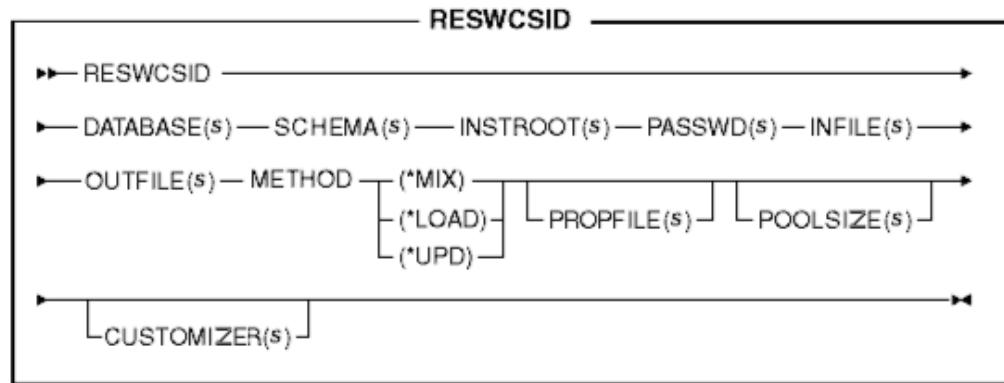 RESWCSID
RESWCSID
DATABASE(s) SCHEMA(s) INSTROOT(s) PASSWD(s) INFILE(s)
OUTFILE(s) METHOD (*MIX)
(*LOAD) PROPFILE(s) POOLSIZE(s)
(*UPD)
CUSTOMIZER(s)